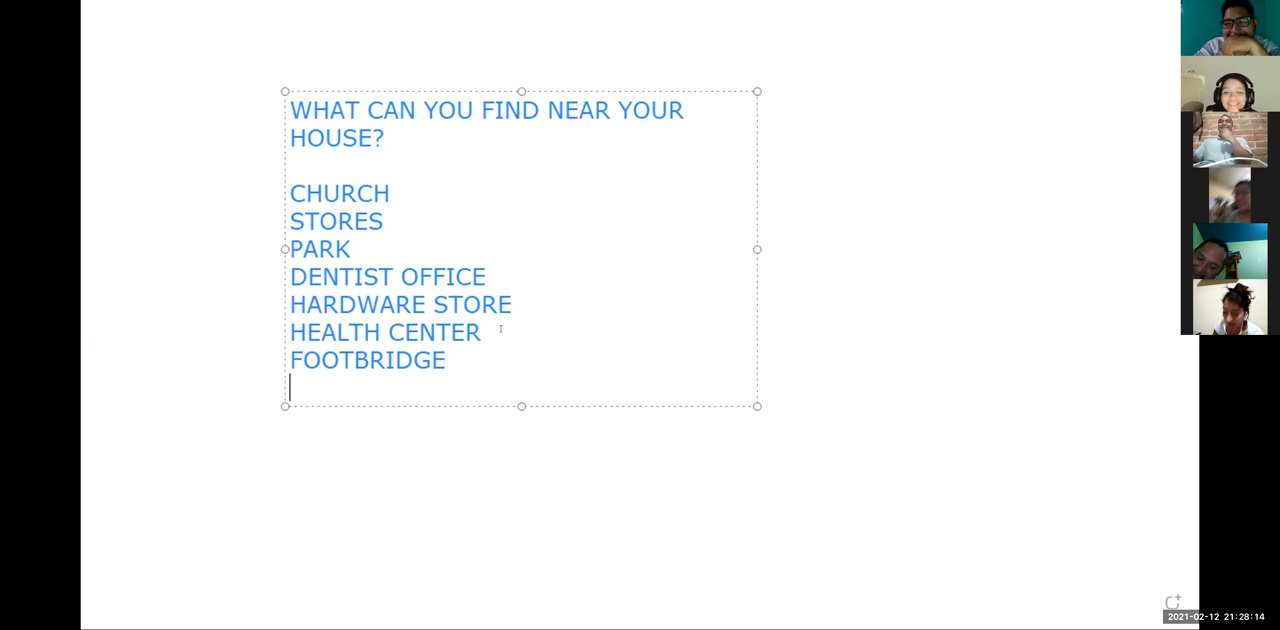 WHAT CAN YOU FIND NEAR YOUR
HOUSE?
CHURCH
STORES
PARK
DENTIST OFFICE
HARDWARE STORE
HEALTH CENTER
FOOTBRIDGE
2021-02-12 21:28:14